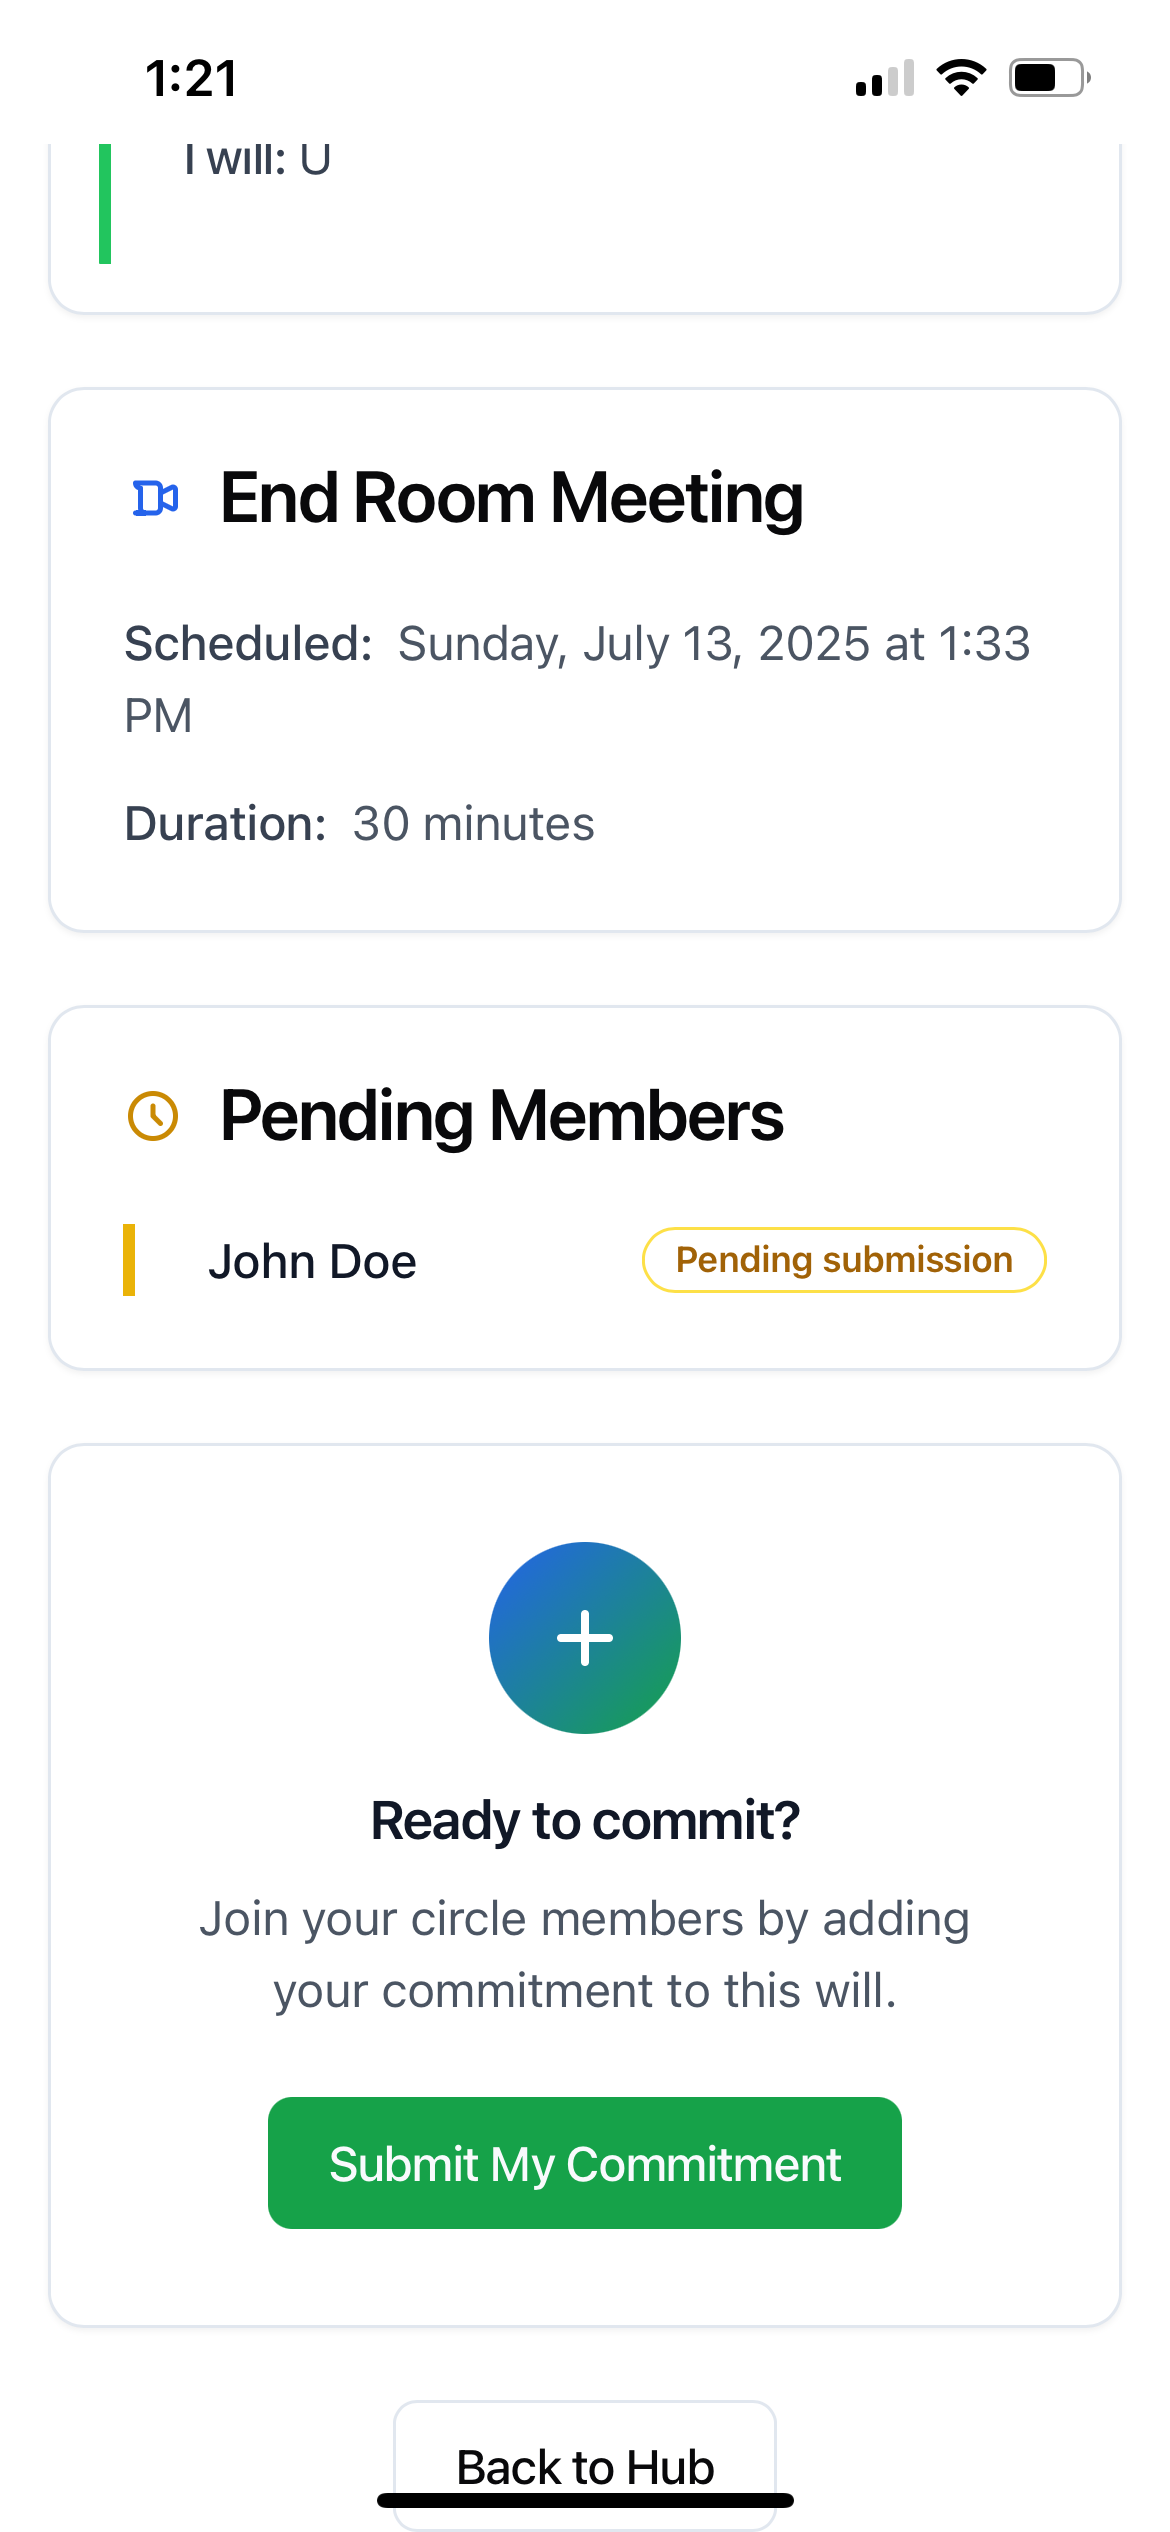 1:21
I will: U
End Room Meeting
Scheduled: Sunday, July 13, 2025 at 1:33
PM
Duration: 30 minutes
Pending Members
John Doe
Pending submission
Ready to commit?
Join your circle members by adding
your commitment to this will.
Submit My Commitment
Back to Hub